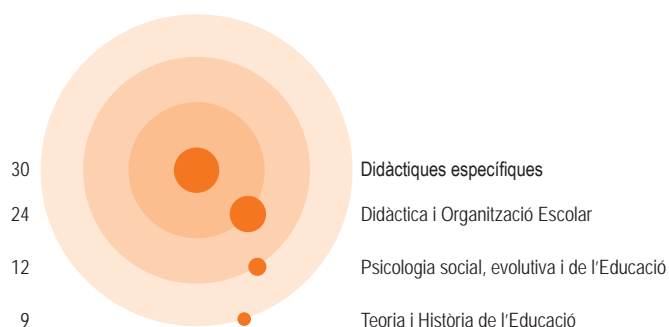 30 Didàctiques específiques
24 Didàctica i Organització Escolar
12 Psicologia social, evolutiva i de l'Educació
9 Teoria i Història de l'Educació